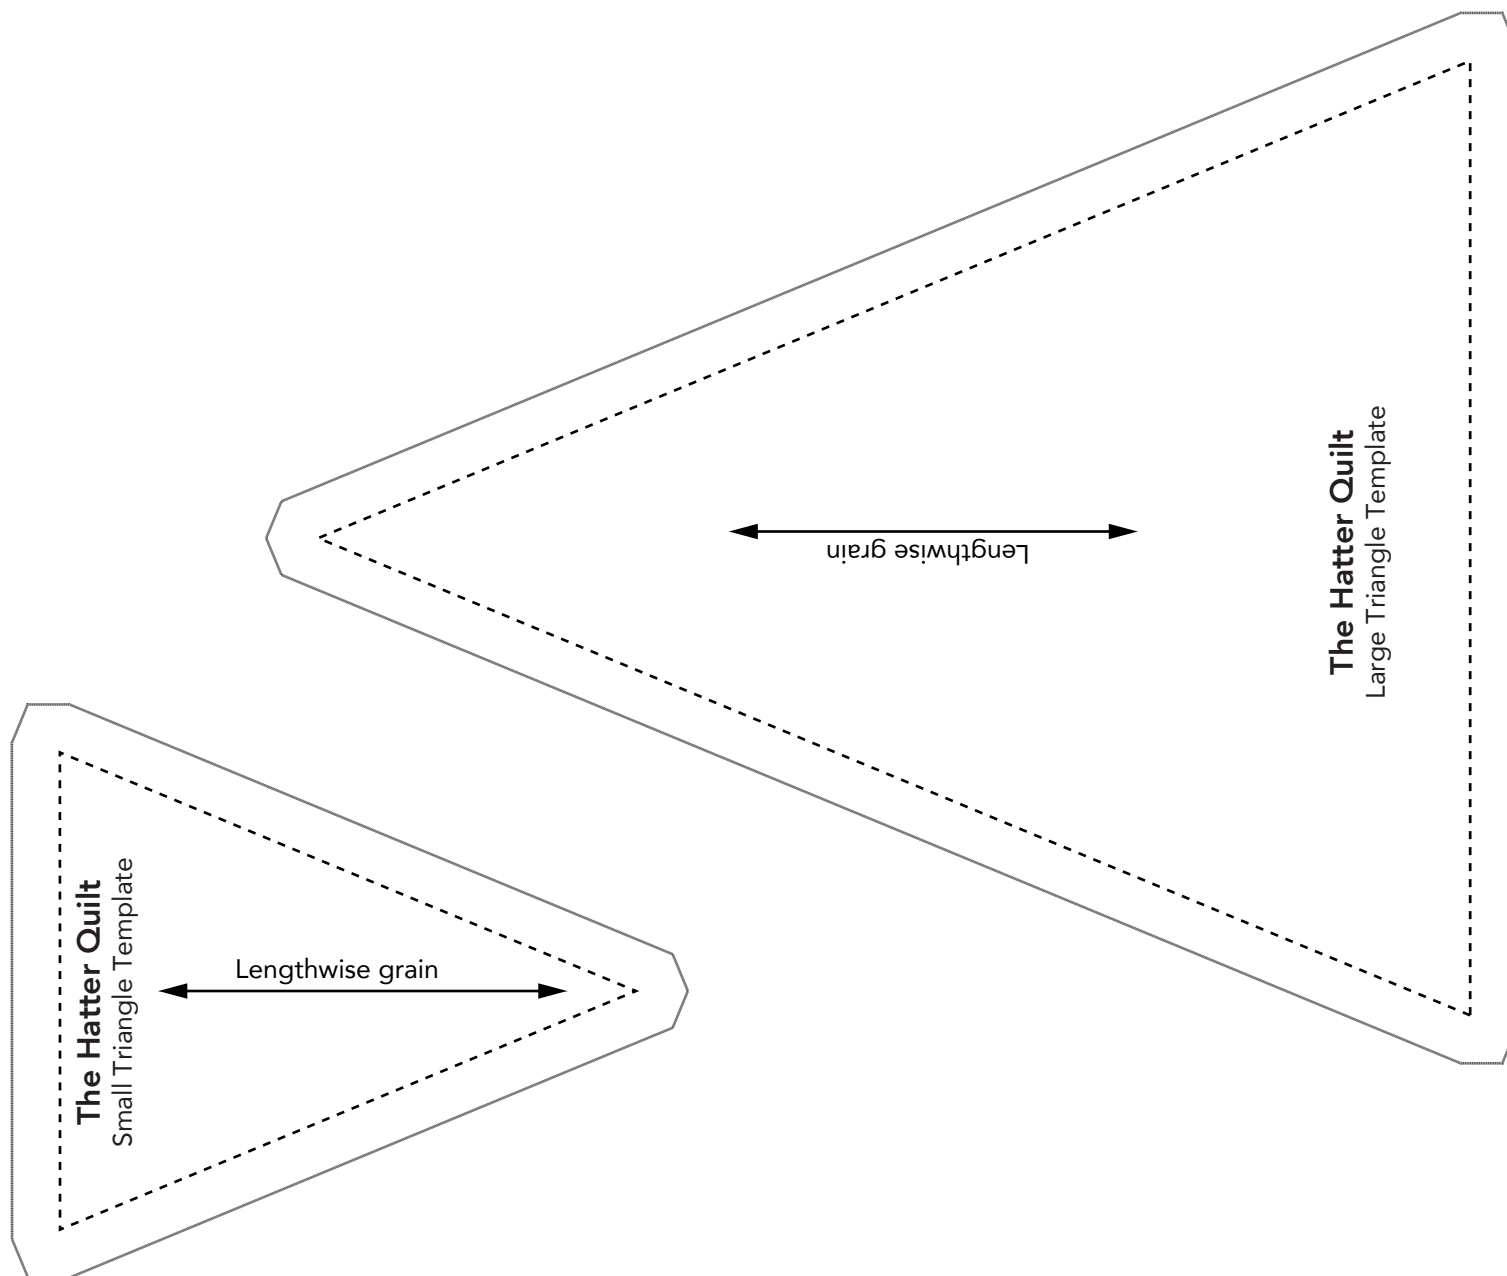 The Hatter Quilt
Small Triangle Template
Lengthwise grain
Lengthwise grain
The Hatter Quilt
Large Triangle Template